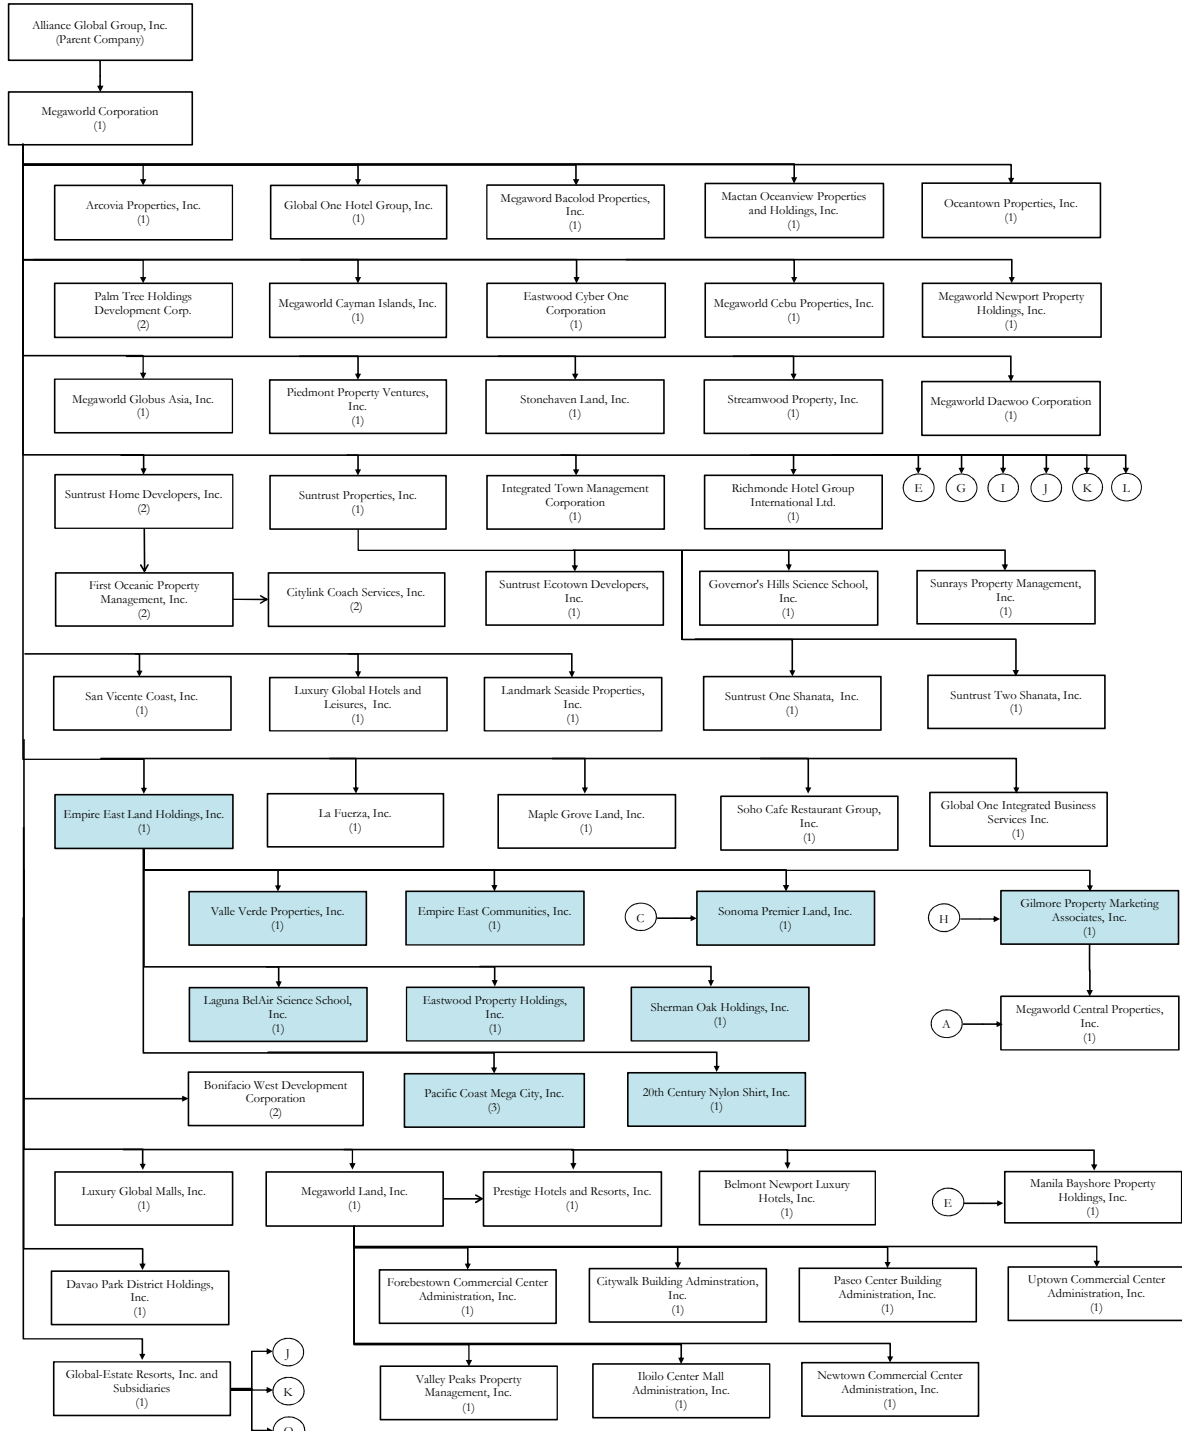 Alliance Global Group, Inc.
(Parent Company)
Megaworld Corporation
(1)
Arcovia Properties, Inc.
(1)
Global One Hotel Group, Inc.
(1)
Megaword Bacolod Properties,
Inc.
(1)
Mactan Oceanview Properties
and Holdings, Inc.
(1)
Oceantown Properties, Inc.
(1)
Palm Tree Holdings
Development Corp.
(2)
Megaworld Cayman Islands, Inc.
(1)
Eastwood Cyber One
Corporation
(1)
Megaworld Cebu Properties, Inc.
(1)
Megaworld Newport Property
Holdings, Inc.
(1)
Megaworld Globus Asia, Inc.
(1)
Piedmont Property Ventures,
Inc.
(1)
Stonehaven Land, Inc.
(1)
Streamwood Property, Inc.
(1)
Megaworld Daewoo Corporation
(1)
Suntrust Home Developers, Inc.
(2)
Suntrust Properties, Inc.
(1)
Integrated Town Management
Corporation
(1)
Richmonde Hotel Group
International Ltd.
(1)
E
G
I
J
K
L
First Oceanic Property
Management, Inc.
(2)
Citylink Coach Services, Inc.
(2)
Suntrust Ecotown Developers,
Inc.
(1)
Governor's Hills Science School,
Inc.
(1)
Sunrays Property Management,
Inc.
(1)
San Vicente Coast, Inc.
(1)
Luxury Global Hotels and
Leisures, Inc.
(1)
Landmark Seaside Properties,
Inc.
(1)
Suntrust One Shanata, Inc.
(1)
Suntrust Two Shanata, Inc.
(1)
Empire East Land Holdings, Inc.
(1)
La Fuerza, Inc.
(1)
Maple Grove Land, Inc.
(1)
Soho Cafe Restaurant Group,
Inc.
(1)
Global One Integrated Business
Services Inc.
(1)
Valle Verde Properties, Inc.
(1)
Empire East Communities, Inc.
(1)
C
Sonoma Premier Land, Inc.
(1)
H
Gilmore Property Marketing
Associates, Inc.
(1)
Laguna BelAir Science School,
Inc.
(1)
Eastwood Property Holdings,
Inc.
(1)
Sherman Oak Holdings, Inc.
(1)
A
Megaworld Central Properties,
Inc.
(1)
Bonifacio West Development
Corporation
(2)
Pacific Coast Mega City, Inc.
(3)
20th Century Nylon Shirt, Inc.
(1)
Luxury Global Malls, Inc.
(1)
Megaworld Land, Inc.
(1)
Prestige Hotels and Resorts, Inc.
(1)
Belmont Newport Luxury
Hotels, Inc.
(1)
E
Manila Bayshore Property
Holdings, Inc.
(1)
Davao Park District Holdings,
Inc.
(1)
Forebestown Commercial Center
Administration, Inc.
(1)
Citywalk Building Adminstration,
Inc.
(1)
Paseo Center Building
Administration, Inc.
(1)
Uptown Commercial Center
Administration, Inc.
(1)
Global-Estate Resorts, Inc. and
Subsidiaries
(1)
J
K
Valley Peaks Property
Management, Inc.
(1)
Iloilo Center Mall
Administration, Inc.
(1)
Newtown Commercial Center
Administration, Inc.
(1)